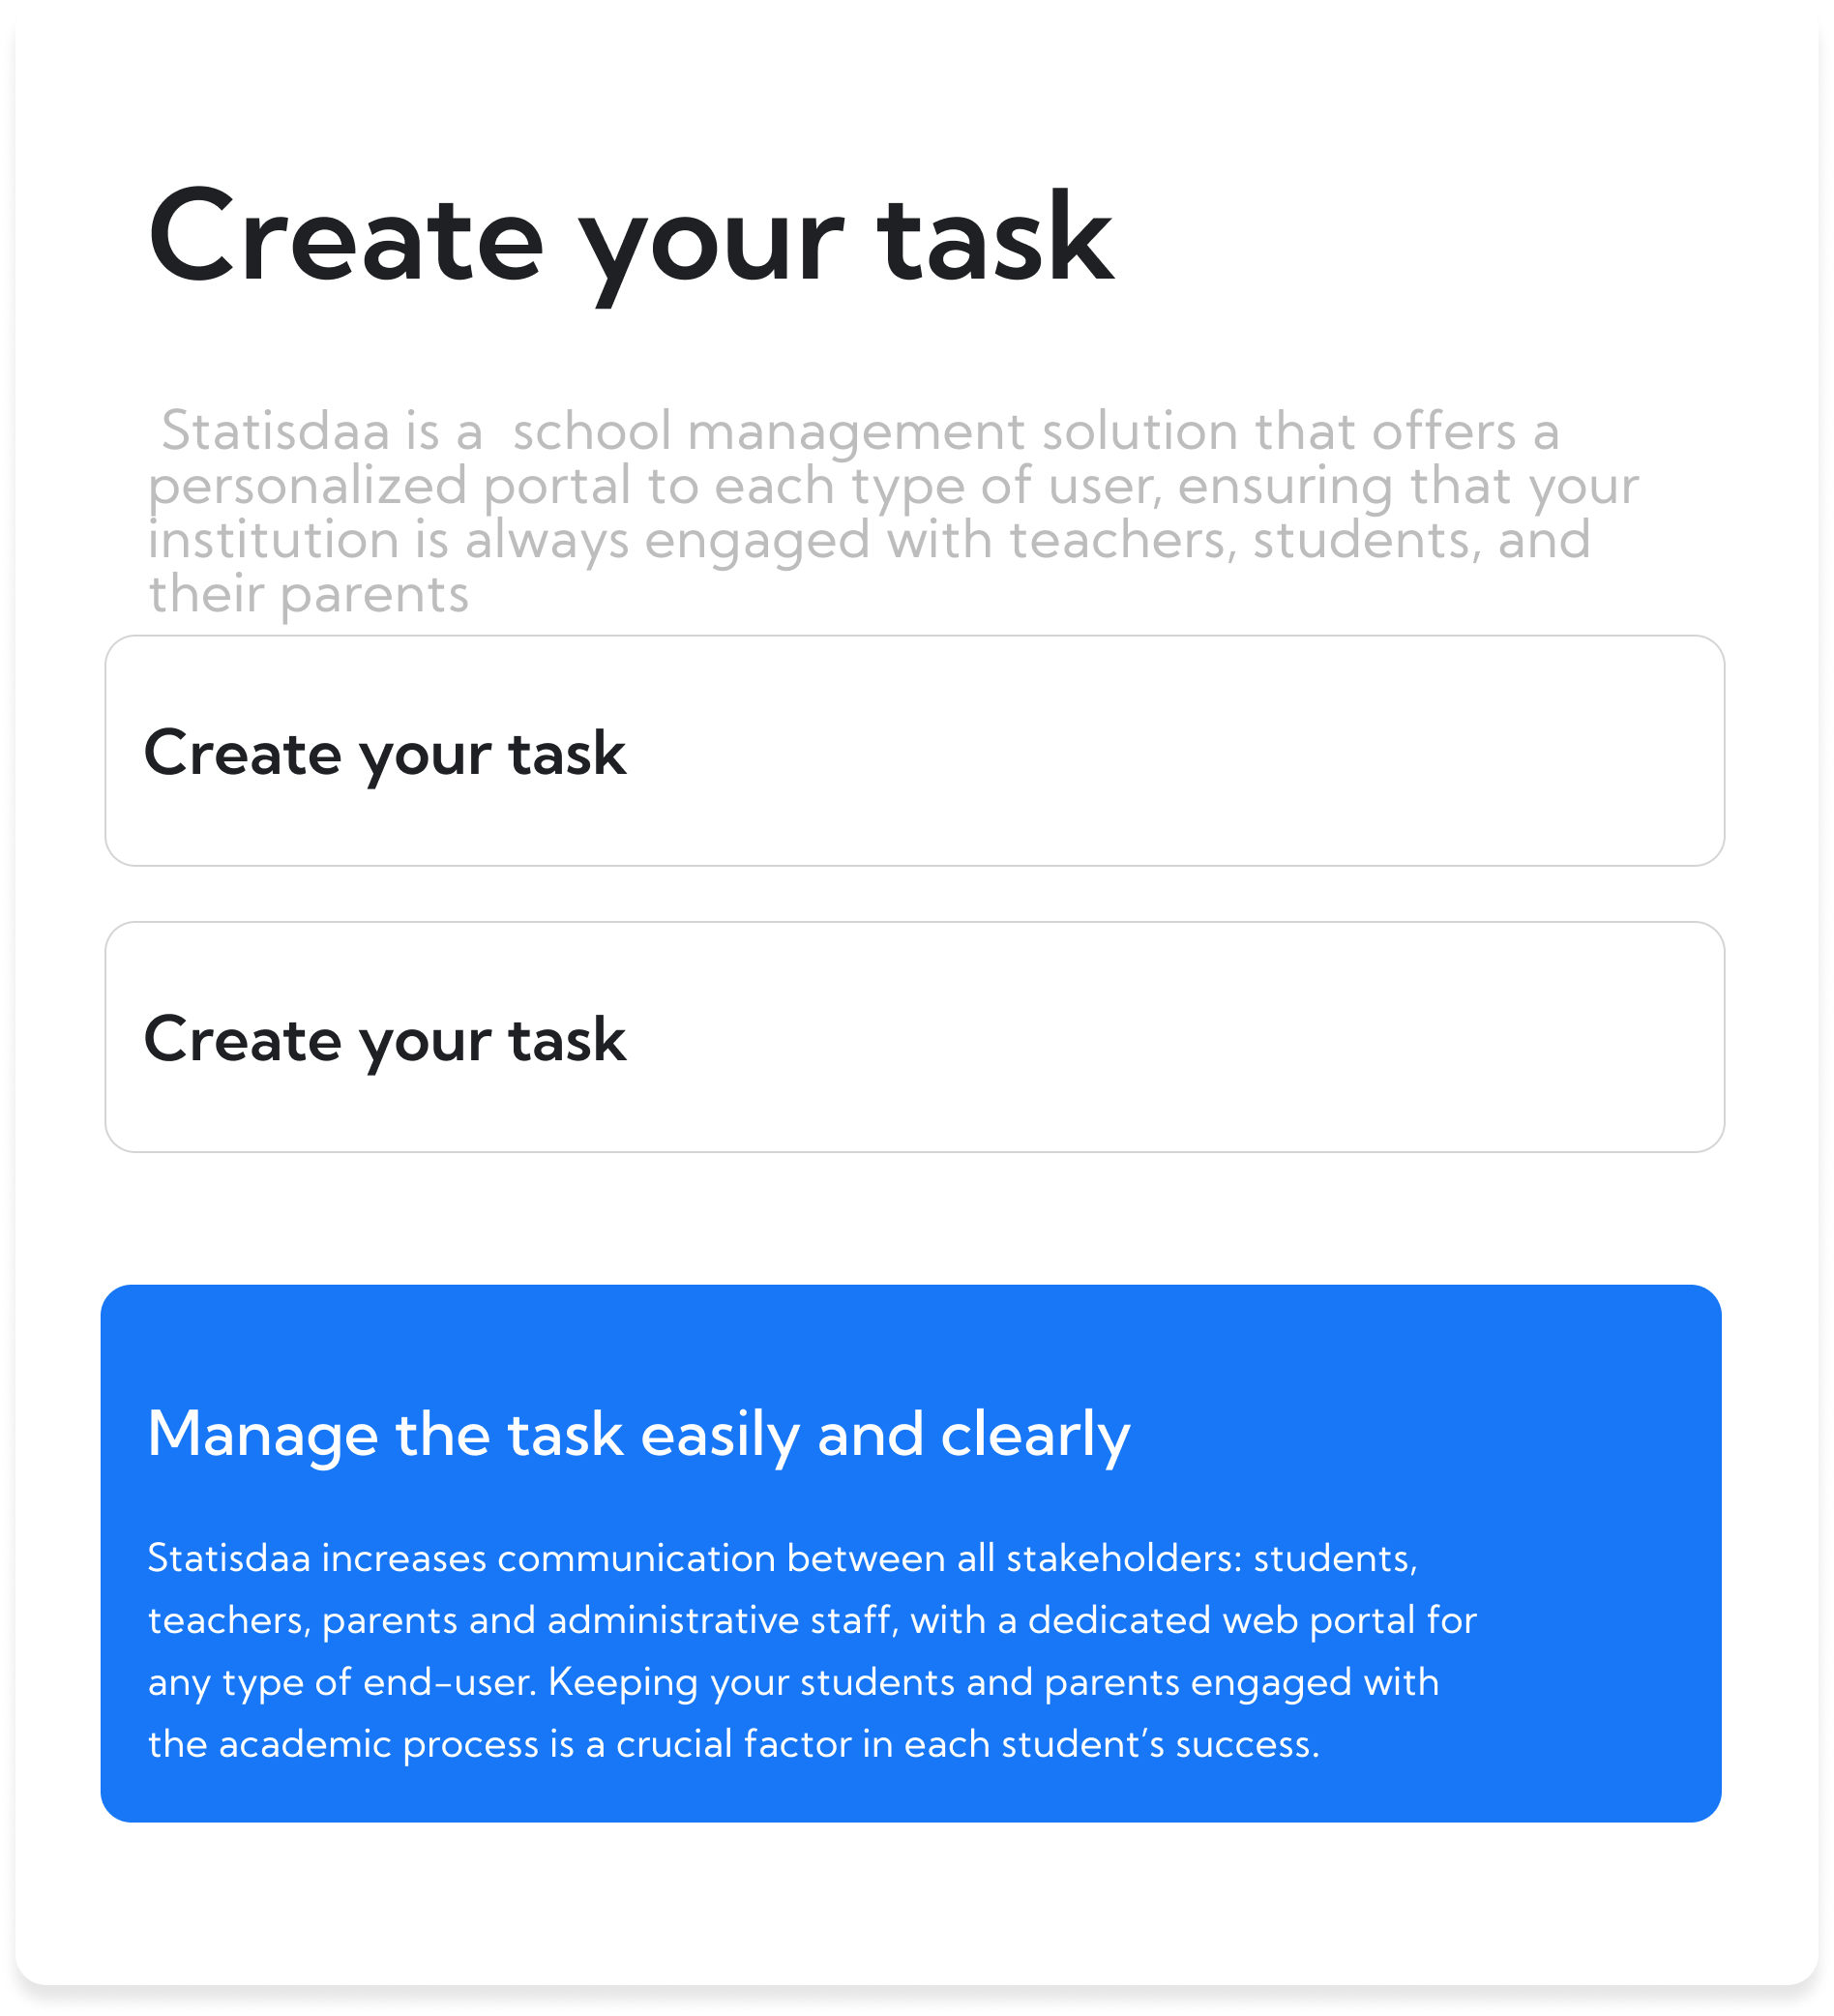 Create your task
Statisdaa is a  school management solution that offers a
personalized portal to each type of user, ensuring that your
institution is always engaged with teachers, students, and
their parents
Create your task
Create your task
Manage the task easily and clearly
Statisdaa increases communication between all stakeholders: students,
teachers, parents and administrative staff, with a dedicated web portal for
any type of end-user. Keeping your students and parents engaged with
the academic process is a crucial factor in each student’s success.